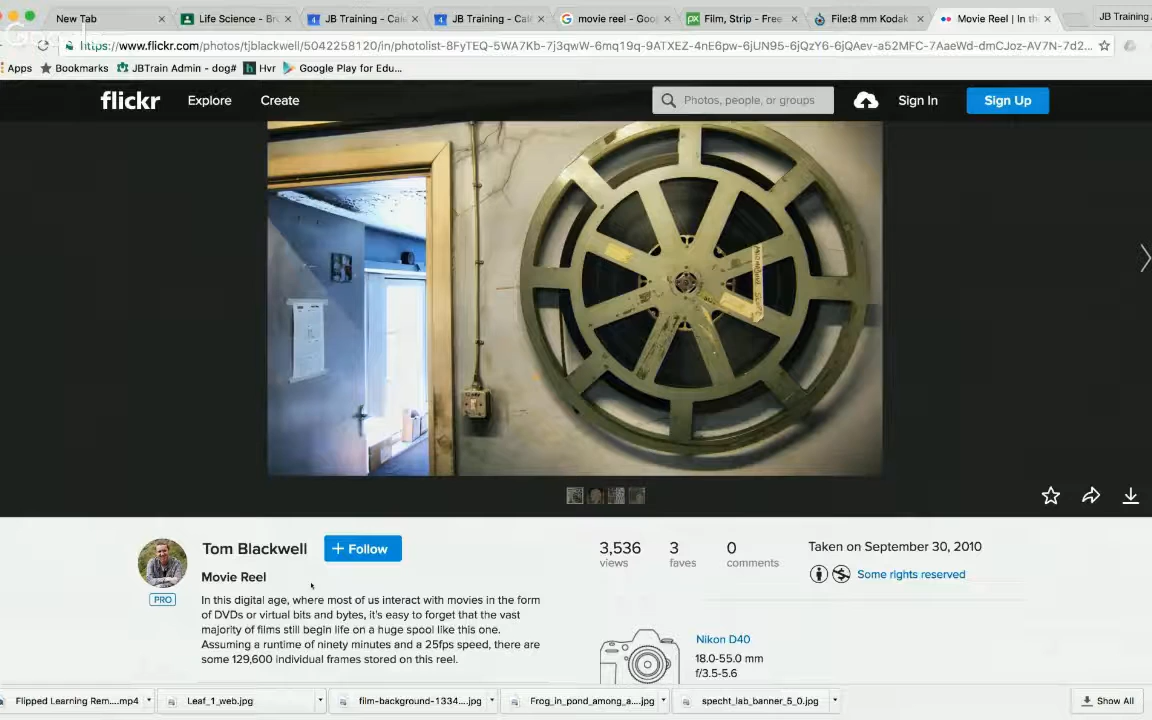 New Tab
Life Science - Br
JB Training - Ca
JB Training - Cal
movie reel - Goo
Film, Strip - Free
File:8 mm Kodak
Movie Reel | In th
JB Training
https://www.flickr.com/photos/tjblackwell/5042258120/in/photolist-8FyTEQ-5WA7Kb-7j3qwW-6mq19q-9ATXEZ-4nE6pw-6jUN95-6jQzY6-6jQAev-a52MFC-7AaeWd-dmCJoz-AV7N-7d2...
Apps
Bookmarks
JBTrain Admin - dog#
Hvr
Google Play for Edu...
flickr
Explore
Create
Photos, people, or groups
Sign In
Sign Up
Tom Blackwell
+ Follow
PRO
Movie Reel
In this digital age, where most of us interact with movies in the form
of DVDs or virtual bits and bytes, it's easy to forget that the vast
majority of films still begin life on a huge spool like this one.
Assuming a runtime of ninety minutes and a 25fps speed, there are
some 129,600 individual frames stored on this reel.
3,536
views
3
faves
0
comments
Taken on September 30, 2010
Some rights reserved
Nikon D40
18.0-55.0 mm
f/3.5-5.6
Flipped Learning Rem....mp4
Leaf_1_web.jpg
film-background-1334....jpg
Frog_in_pond_among_a....jpg
specht_lab_banner_5_0.jpg
Show All